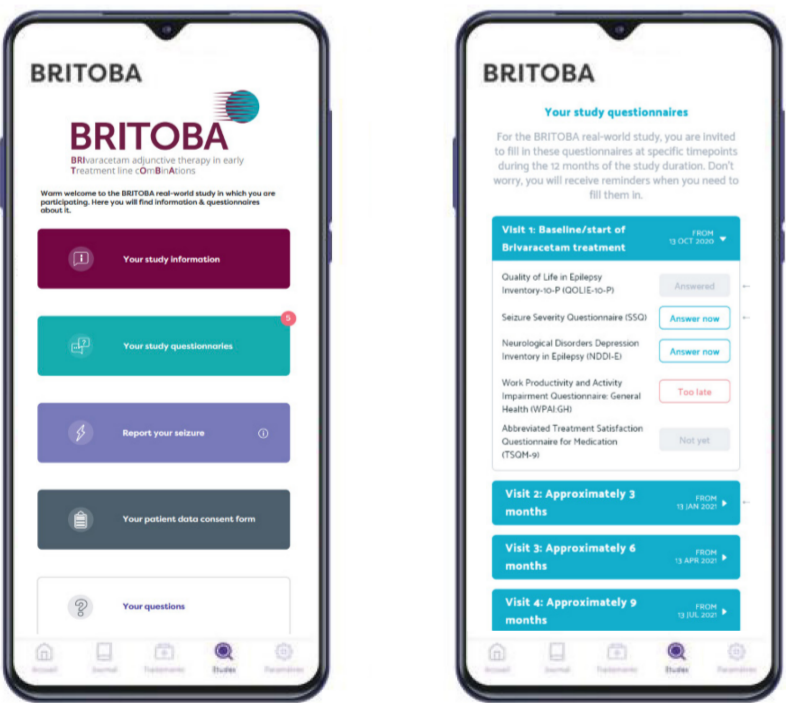 BRITOBA
BRITOBA
BRIvaracetam adjunctive therapy in early
Treatment line cOmBinAtions
Warm welcome to the BRITOBA real-world study in which you are
participating. Here you will find information & questionnaires
about it.
Your study information
5
Your study questionnaries
Report your seizure
Your patient data consent form
Your questions
Accueil
Journal
Traitements
Etudes
Paramètres
BRITOBA
Your study questionnaires
For the BRITOBA real-world study, you are invited
to fill in these questionnaires at specific timepoints
during the 12 months of the study duration. Don't
worry, you will receive reminders when you need to
fill them in.
Visit 1: Baseline/start of
Brivaracetam treatment
FROM
13 OCT 2020
Quality of Life in Epilepsy
Inventory-10-P (QOLIE-10-P)
Answered
Seizure Severity Questionnaire (SSQ)
Answer now
Neurological Disorders Depression
Inventory in Epilepsy (NDDI-E)
Answer now
Work Productivity and Activity
Impairment Questionnaire: General
Health (WPAI:GH)
Too late
Abbreviated Treatment Satisfaction
Questionnaire for Medication
(TSQM-9)
Not yet
Visit 2: Approximately 3
months
FROM
13 JAN 2021
Visit 3: Approximately 6
months
FROM
13 APR 2021
Visit 4: Approximately 9
months
FROM
13 JUL 2021
Accueil
Journal
Traitements
Etudes
Paramètres